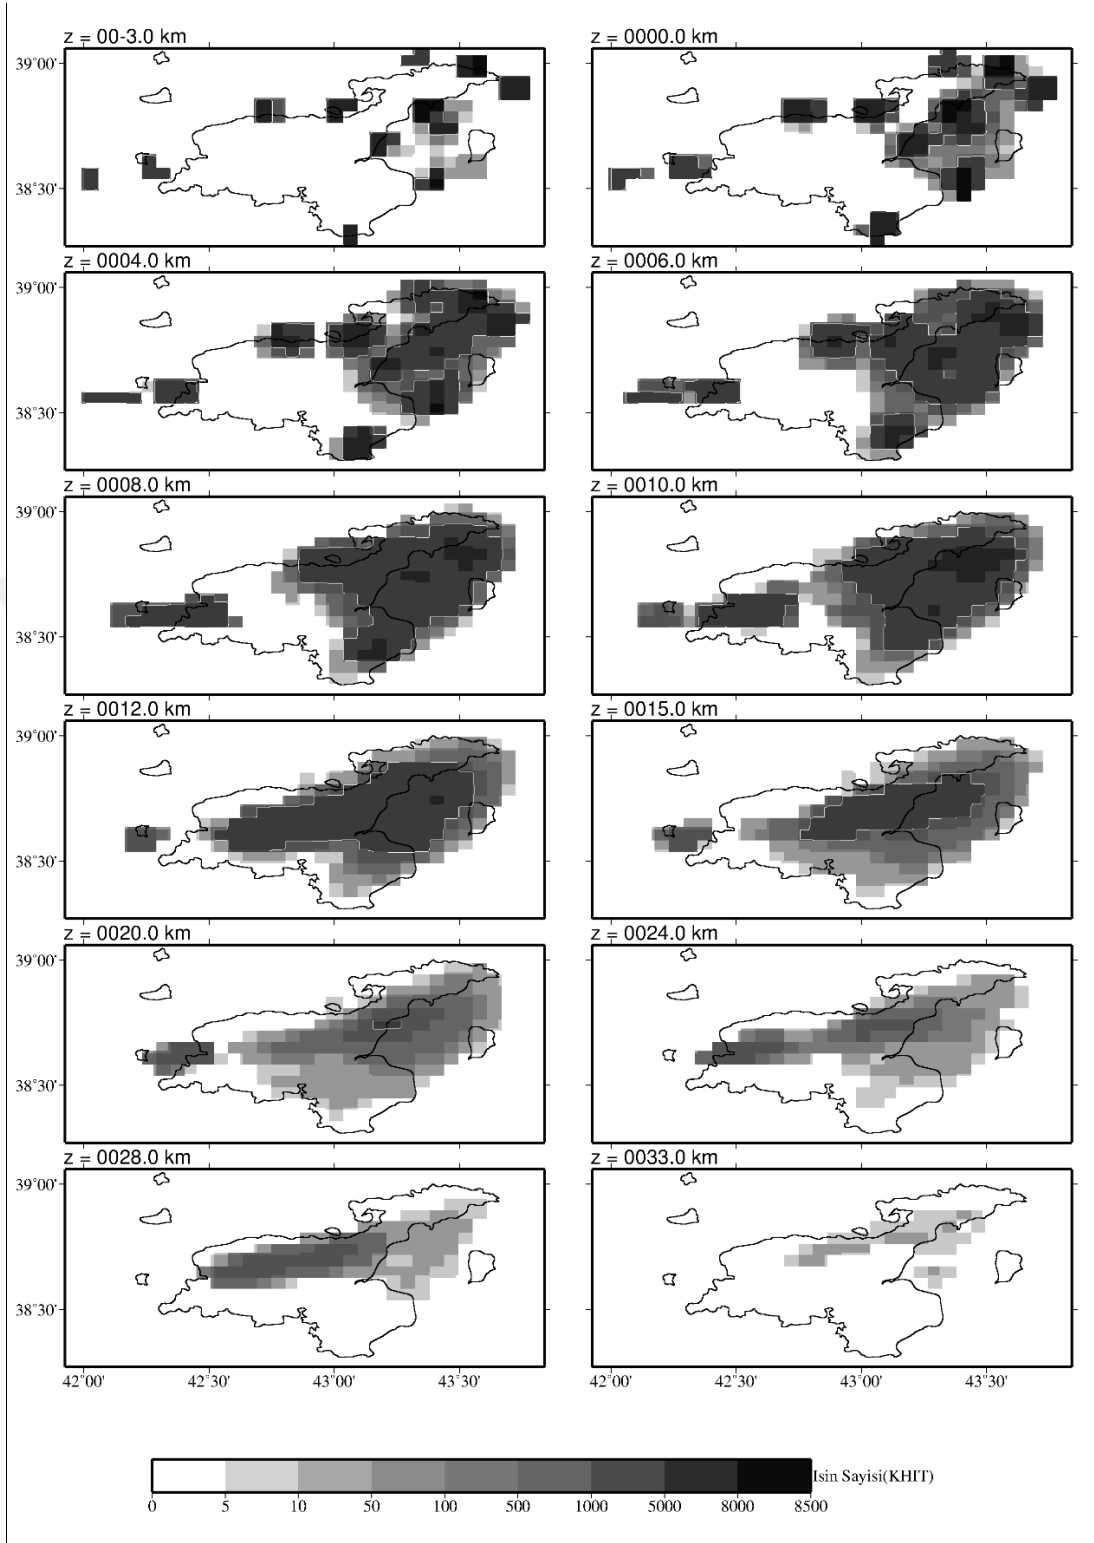 z = 00-3.0 km
z = 0000.0 km
39°00'
38°30'
z = 0004.0 km
z = 0006.0 km
39°00'
38°30'
z = 0008.0 km
z = 0010.0 km
39°00'
38°30'
z = 0012.0 km
z = 0015.0 km
39°00'
38°30'
z = 0020.0 km
z = 0024.0 km
39°00'
38°30'
z = 0028.0 km
z = 0033.0 km
39°00'
38°30'
42°00' 42°30' 43°00' 43°30' 42°00' 42°30' 43°00' 43°30'
Isin Sayisi(KHIT)
0 5 10 50 100 500 1000 5000 8000 8500